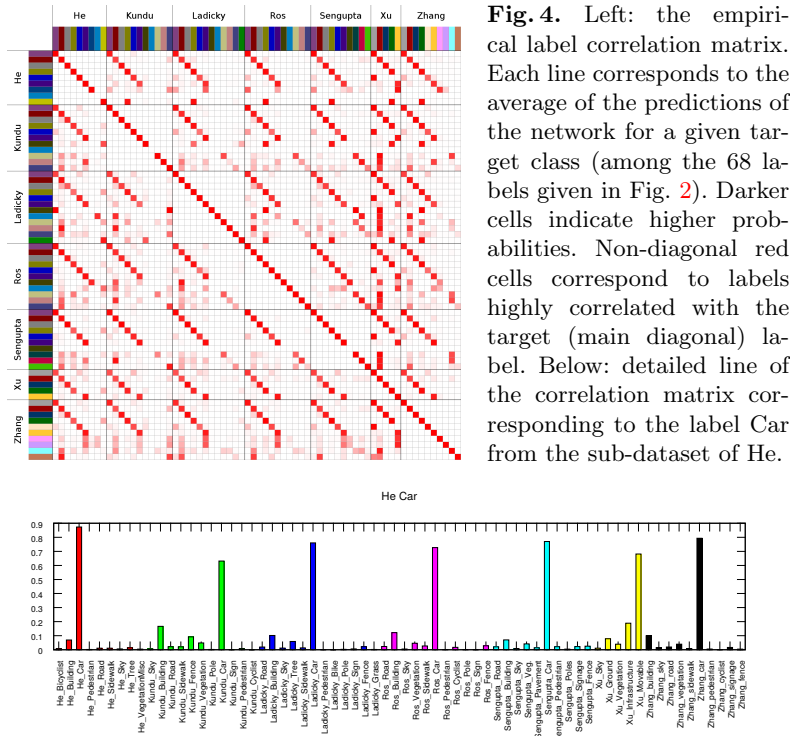 He
Kundu
Ladicky
Ros
Sengupta
Xu
Zhang
He
Kundu
Ladicky
Ros
Sengupta
Xu
Zhang
Fig. 4. Left: the empiri-
cal label correlation matrix.
Each line corresponds to the
average of the predictions of
the network for a given tar-
get class (among the 68 la-
bels given in Fig. 2). Darker
cells indicate higher prob-
abilities. Non-diagonal red
cells correspond to labels
highly correlated with the
target (main diagonal) la-
bel. Below: detailed line of
the correlation matrix cor-
responding to the label Car
from the sub-dataset of He.
He Car
0.9
0.8
0.7
0.6
0.5
0.4
0.3
0.2
0.1
0
He_Bicyclist
He_Building
He_Car
He_Pedestrian
He_Road
He_Sidewalk
He_Sky
He_Tree
He_VegetationMisc
Kundu_Sky
Kundu_Building
Kundu_Road
Kundu_Sidewalk
Kundu_Fence
Kundu_Vegetation
Kundu_Pole
Kundu_Car
Kundu_Sign
Kundu_Pedestrian
Kundu_Cyclist
Ladicky_Road
Ladicky_Building
Ladicky_Sky
Ladicky_Tree
Ladicky_Sidewalk
Ladicky_Car
Ladicky_Pedestrian
Ladicky_Bike
Ladicky_Pole
Ladicky_Sign
Ladicky_Fence
Ladicky_Grass
Ros_Road
Ros_Building
Ros_Sky
Ros_Vegetation
Ros_Sidewalk
Ros_Car
Ros_Pedestrian
Ros_Cyclist
Ros_Pole
Ros_Sign
Ros_Fence
Sengupta_Road
Sengupta_Building
Sengupta_Sky
Sengupta_Veg.
Sengupta_Pavement
Sengupta_Car
Sengupta_Pedestrian
Sengupta_Poles
Sengupta_Signage
Sengupta_Fence
Xu_Sky
Xu_Ground
Xu_Vegetation
Xu_Infrastructure
Xu_Movable
Zhang_building
Zhang_sky
Zhang_road
Zhang_vegetation
Zhang_sidewalk
Zhang_car
Zhang_pedestrian
Zhang_cyclist
Zhang_signage
Zhang_fence